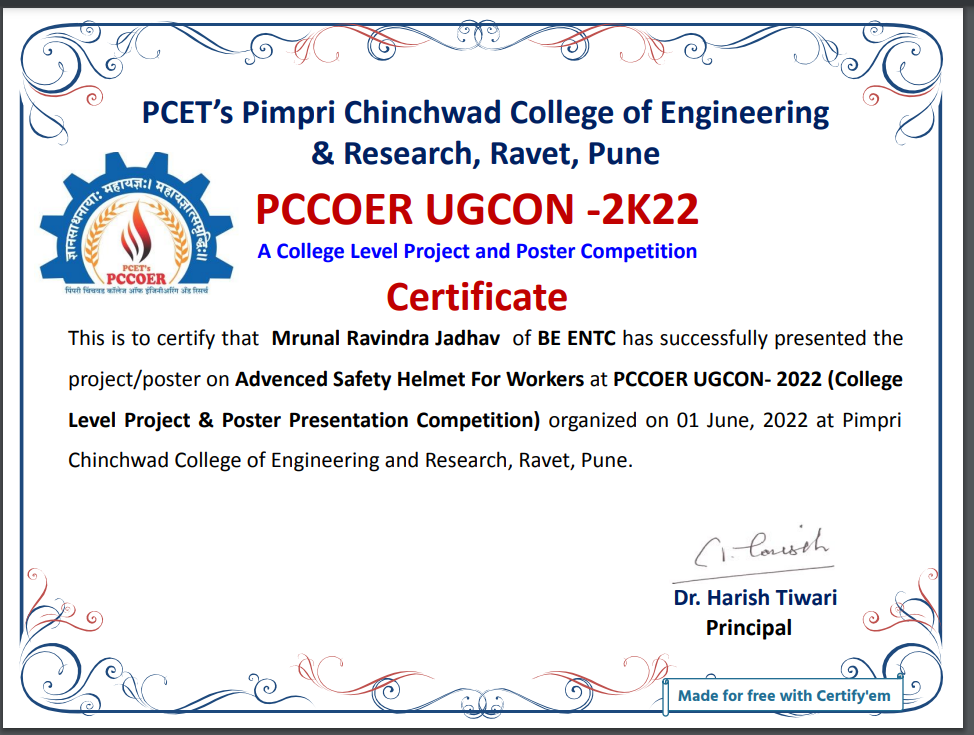 PCET’s Pimpri Chinchwad College of Engineering
& Research, Ravet, Pune
ज्ञानसाधनायाः महायज्ञः। महायज्ञात्समृद्धिः॥
PCET's
PCCOER
पिंपरी चिंचवड कॉलेज ऑफ इंजिनीअरिंग अँड रिसर्च
PCCOER UGCON -2K22
A College Level Project and Poster Competition
Certificate
This is to certify that Mrunal Ravindra Jadhav of BE ENTC has successfully presented the
project/poster on Advanced Safety Helmet For Workers at PCCOER UGCON- 2022 (College
Level Project & Poster Presentation Competition) organized on 01 June, 2022 at Pimpri
Chinchwad College of Engineering and Research, Ravet, Pune.
Dr. Harish Tiwari
Principal
Made for free with Certify'em